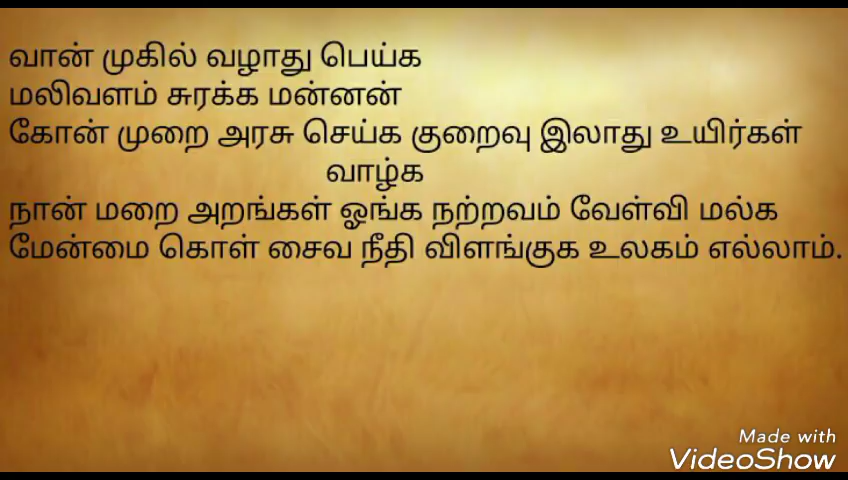 வான் முகில் வழாது பெய்க
மலிவளம் சுரக்க மன்னன்
கோன் முறை அரசு செய்க குறைவு இலாது உயிர்கள்
வாழ்க
நான் மறை அறங்கள் ஓங்க நற்றவம் வேள்வி மல்க
மேன்மை கொள் சைவ நீதி விளங்குக உலகம் எல்லாம்.
Made with
VideoShow